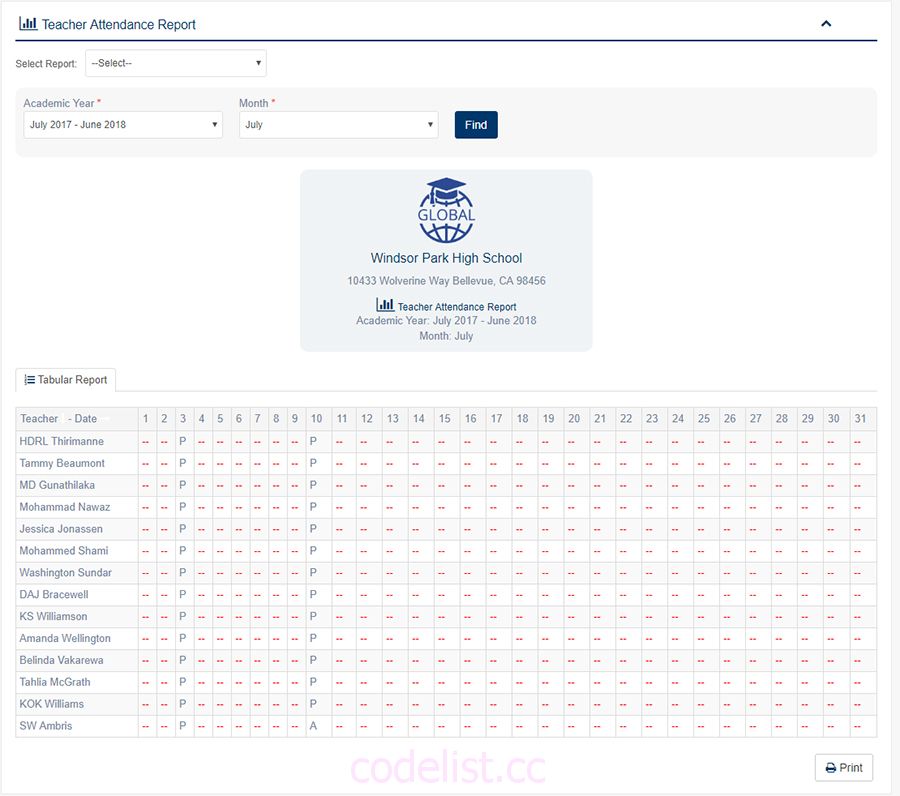 Teacher Attendance Report
Select Report: --Select--
Academic Year * Month *
July 2017 - June 2018 July Find
GLOBAL
Windsor Park High School
10433 Wolverine Way Bellevue, CA 98456
Teacher Attendance Report
Academic Year: July 2017 - June 2018
Month: July
Tabular Report
Teacher - Date 1 2 3 4 5 6 7 8 9 10 11 12 13 14 15 16 17 18 19 20 21 22 23 24 25 26 27 28 29 30 31
HDRL Thirimanne -- -- P -- -- -- -- -- -- P -- -- -- -- -- -- -- -- -- -- -- -- -- -- -- -- -- -- -- -- --
Tammy Beaumont -- -- P -- -- -- -- -- -- P -- -- -- -- -- -- -- -- -- -- -- -- -- -- -- -- -- -- -- -- --
MD Gunathilaka -- -- P -- -- -- -- -- -- P -- -- -- -- -- -- -- -- -- -- -- -- -- -- -- -- -- -- -- -- --
Mohammad Nawaz -- -- P -- -- -- -- -- -- P -- -- -- -- -- -- -- -- -- -- -- -- -- -- -- -- -- -- -- -- --
Jessica Jonassen -- -- P -- -- -- -- -- -- P -- -- -- -- -- -- -- -- -- -- -- -- -- -- -- -- -- -- -- -- --
Mohammed Shami -- -- P -- -- -- -- -- -- P -- -- -- -- -- -- -- -- -- -- -- -- -- -- -- -- -- -- -- -- --
Washington Sundar -- -- P -- -- -- -- -- -- P -- -- -- -- -- -- -- -- -- -- -- -- -- -- -- -- -- -- -- -- --
DAJ Bracewell -- -- P -- -- -- -- -- -- P -- -- -- -- -- -- -- -- -- -- -- -- -- -- -- -- -- -- -- -- --
KS Williamson -- -- P -- -- -- -- -- -- P -- -- -- -- -- -- -- -- -- -- -- -- -- -- -- -- -- -- -- -- --
Amanda Wellington -- -- P -- -- -- -- -- -- P -- -- -- -- -- -- -- -- -- -- -- -- -- -- -- -- -- -- -- -- --
Belinda Vakarewa -- -- P -- -- -- -- -- -- P -- -- -- -- -- -- -- -- -- -- -- -- -- -- -- -- -- -- -- -- --
Tahlia McGrath -- -- P -- -- -- -- -- -- P -- -- -- -- -- -- -- -- -- -- -- -- -- -- -- -- -- -- -- -- --
KOK Williams -- -- P -- -- -- -- -- -- P -- -- -- -- -- -- -- -- -- -- -- -- -- -- -- -- -- -- -- -- --
SW Ambris -- -- P -- -- -- -- -- -- A -- -- -- -- -- -- -- -- -- -- -- -- -- -- -- -- -- -- -- -- --
codelist.cc
Print